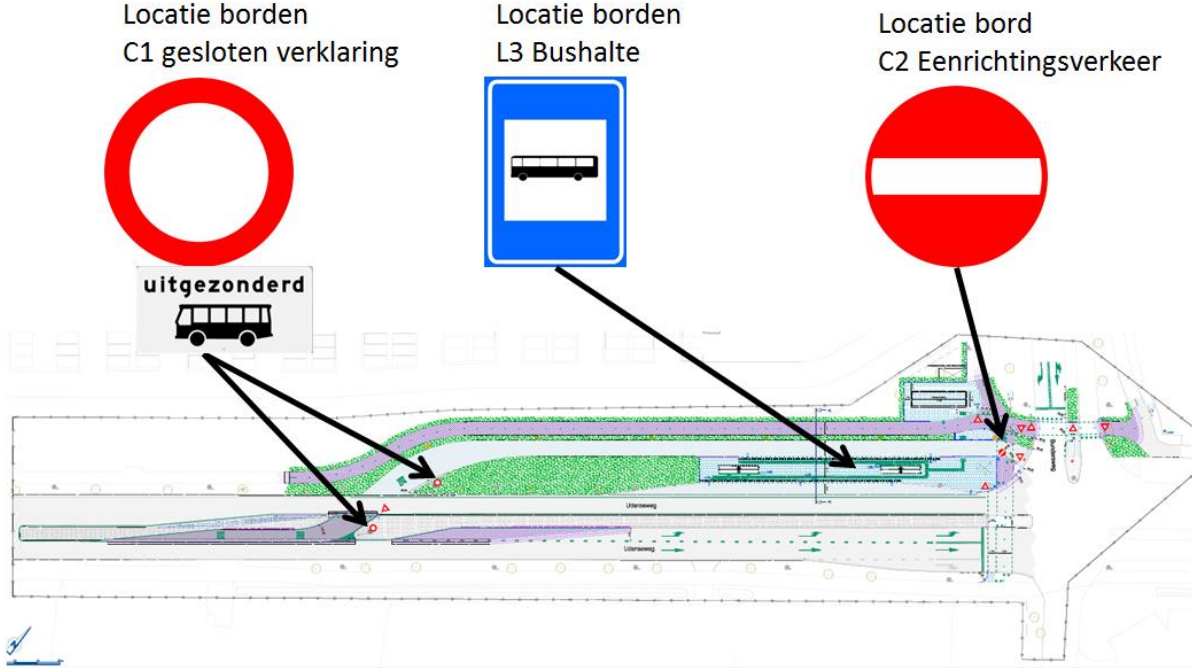 Locatie borden
C1 gesloten verklaring
Locatie borden
L3 Bushalte
Locatie bord
C2 Eenrichtingsverkeer
uitgezonderd
Udenseweg
Udenseweg